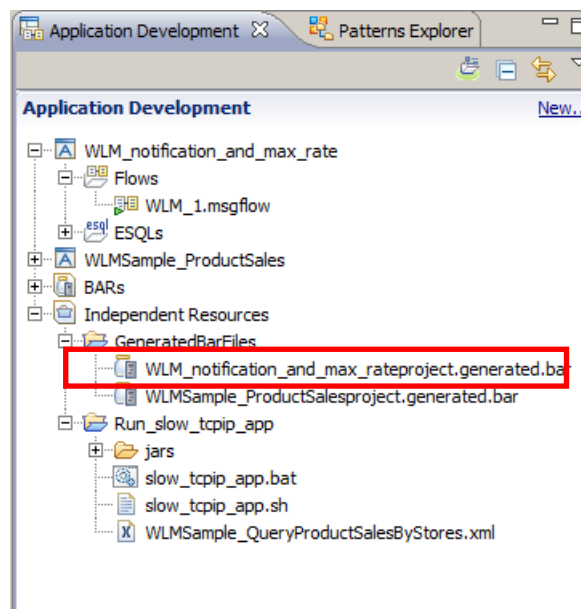 Application Development Patterns Explorer
Application Development New..
WLM_notification_and_max_rate
Flows
WLM_1.msgflow
esql ESQLs
WLMSample_ProductSales
BARs
Independent Resources
GeneratedBarFiles
WLM_notification_and_max_rateproject.generated.bar
WLMSample_ProductSalesproject.generated.bar
Run_slow_tcpip_app
jars
slow_tcpip_app.bat
slow_tcpip_app.sh
WLMSample_QueryProductSalesByStores.xml